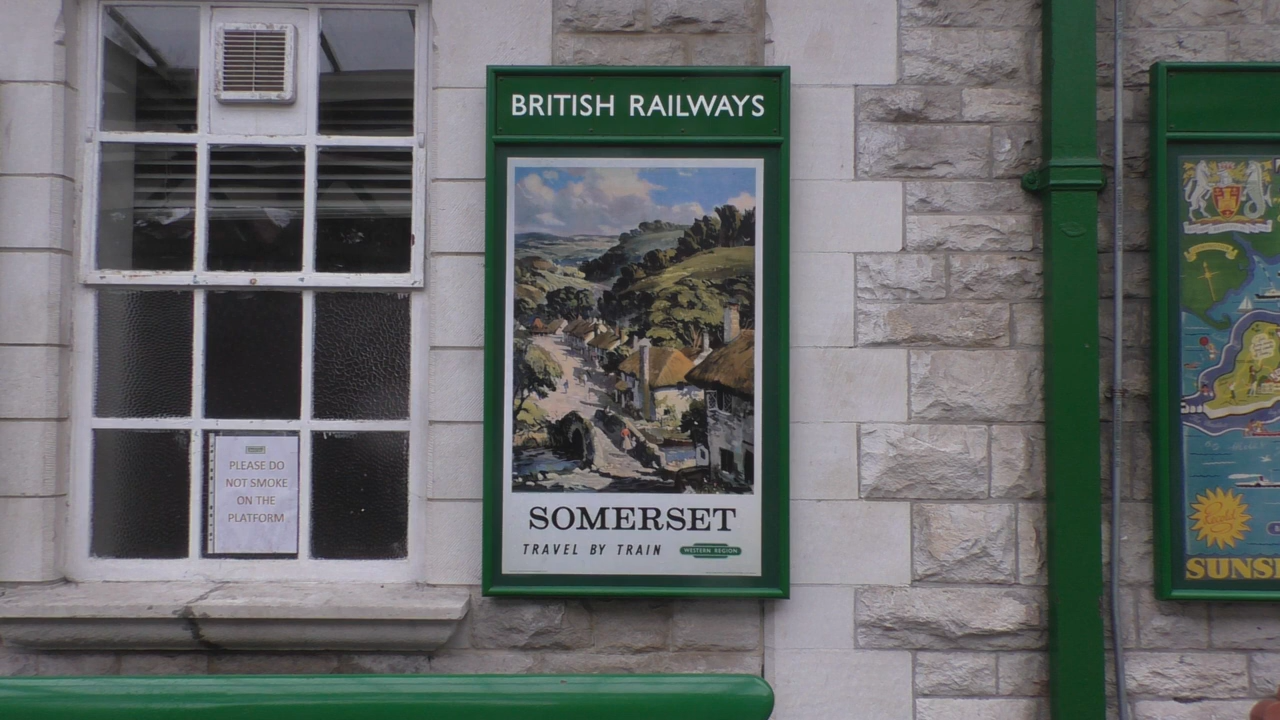 BRITISH RAILWAYS
SOMERSET
TRAVEL BY TRAIN
WESTERN REGION
PLEASE DO
NOT SMOKE
ON THE
PLATFORM
SUNS